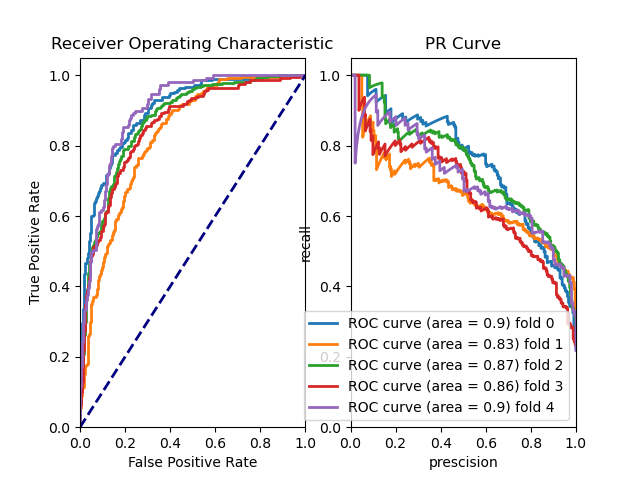 Receiver Operating Characteristic
PR Curve
1.0
0.8
0.6
0.4
0.2
0.0
True Positive Rate
0.0 0.2 0.4 0.6 0.8 1.0
False Positive Rate
1.0
0.8
0.6
0.4
0.2
0.0
recall
0.0 0.2 0.4 0.6 0.8 1.0
prescision
ROC curve (area = 0.9) fold 0
ROC curve (area = 0.83) fold 1
ROC curve (area = 0.87) fold 2
ROC curve (area = 0.86) fold 3
ROC curve (area = 0.9) fold 4